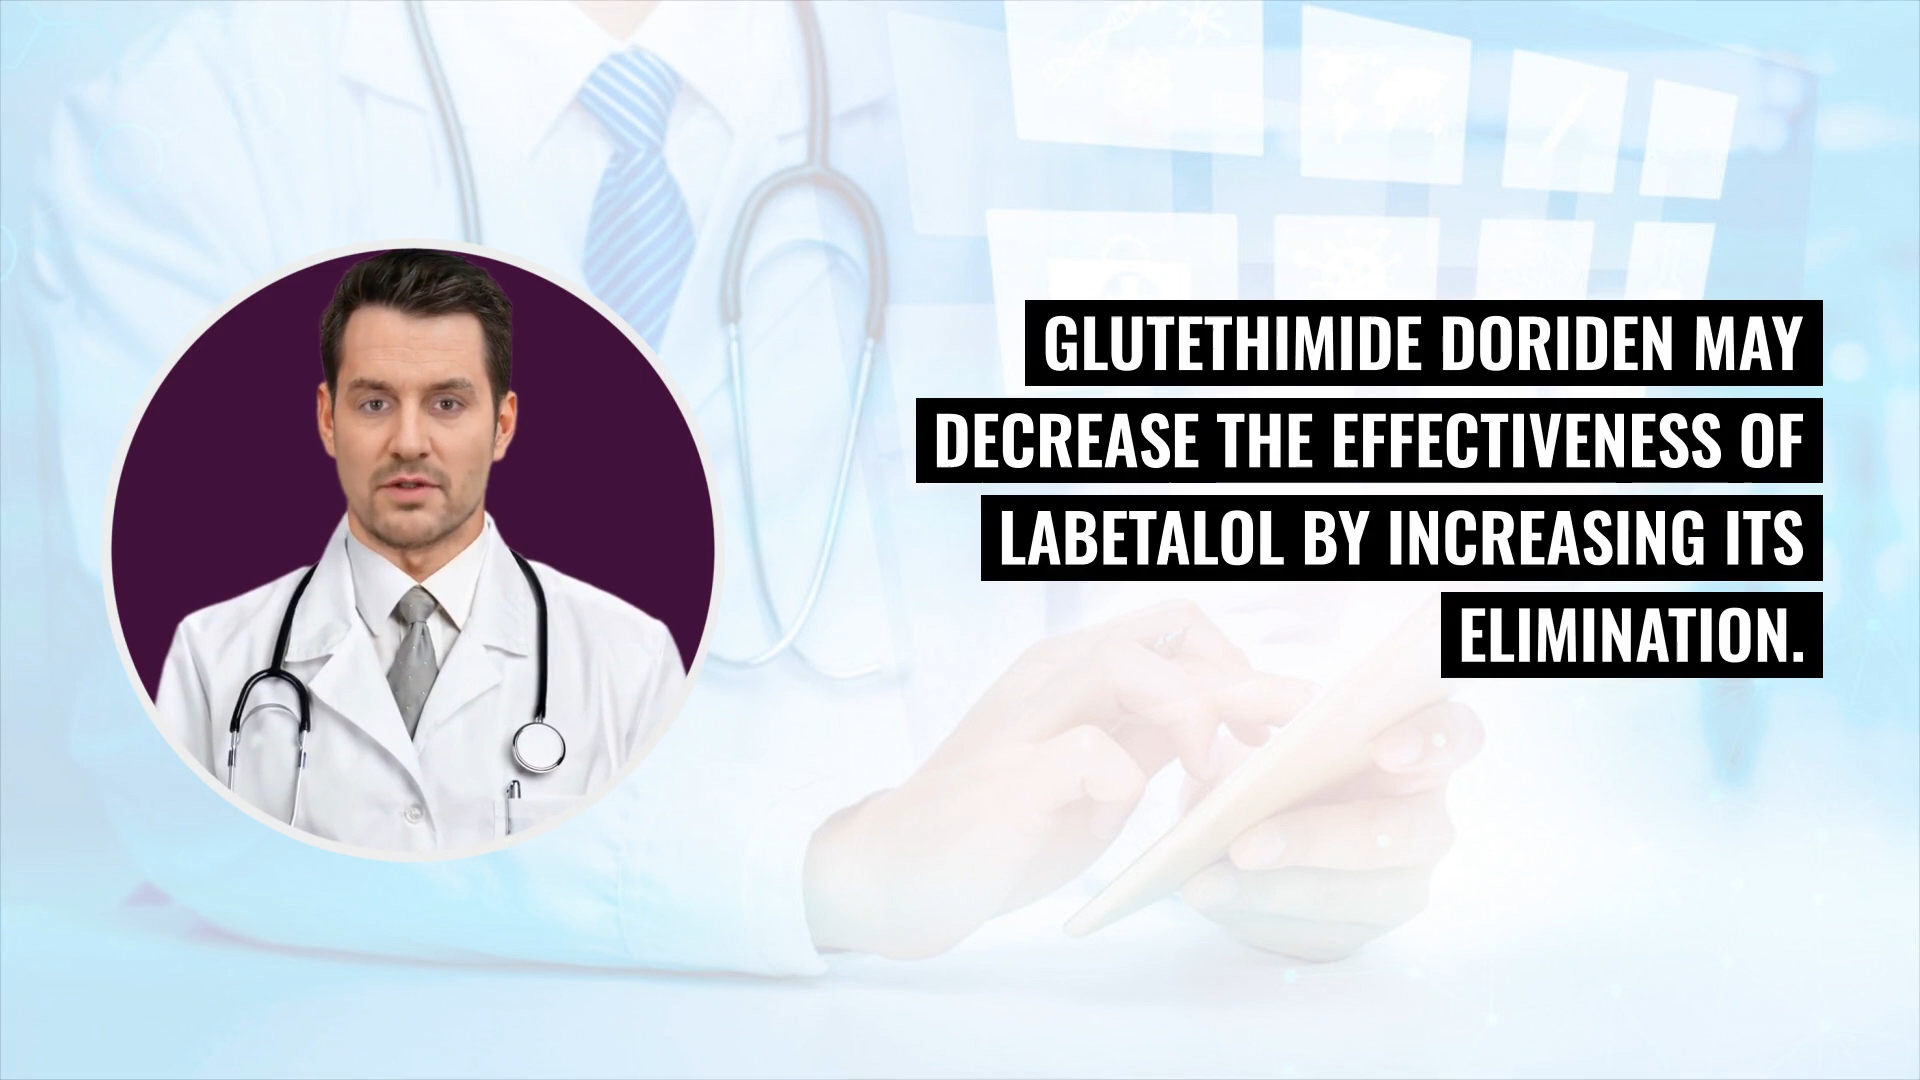 GLUTETHIMIDE DORIDEN MAY
DECREASE THE EFFECTIVENESS OF
LABETALOL BY INCREASING ITS
ELIMINATION.